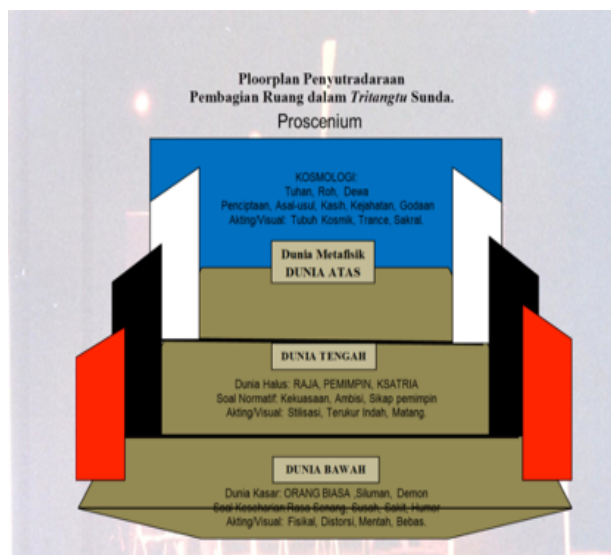 Ploorplan Penyutradaraan
Pembagian Ruang dalam Tritangtu Sunda.
Proscenium
KOSMOLOGI:
Tuhan, Roh, Dewa
Penciptaan, Asal-usul, Kasih, Kejahatan, Godaan
Akting/Visual: Tubuh Kosmik, Trance, Sakral.
Dunia Metafisik
DUNIA ATAS
DUNIA TENGAH
Dunia Halus: RAJA, PEMIMPIN, KSATRIA
Soal Normatif: Kekuasaan, Ambisi, Sikap pemimpin
Akting/Visual: Stilisasi, Terukur Indah, Matang.
DUNIA BAWAH
Dunia Kasar: ORANG BIASA ,Siluman, Demon
Soal Keseharian Rasa Senang, Susah, Sakit, Humor
Akting/Visual: Fisikal, Distorsi, Mentah, Bebas.